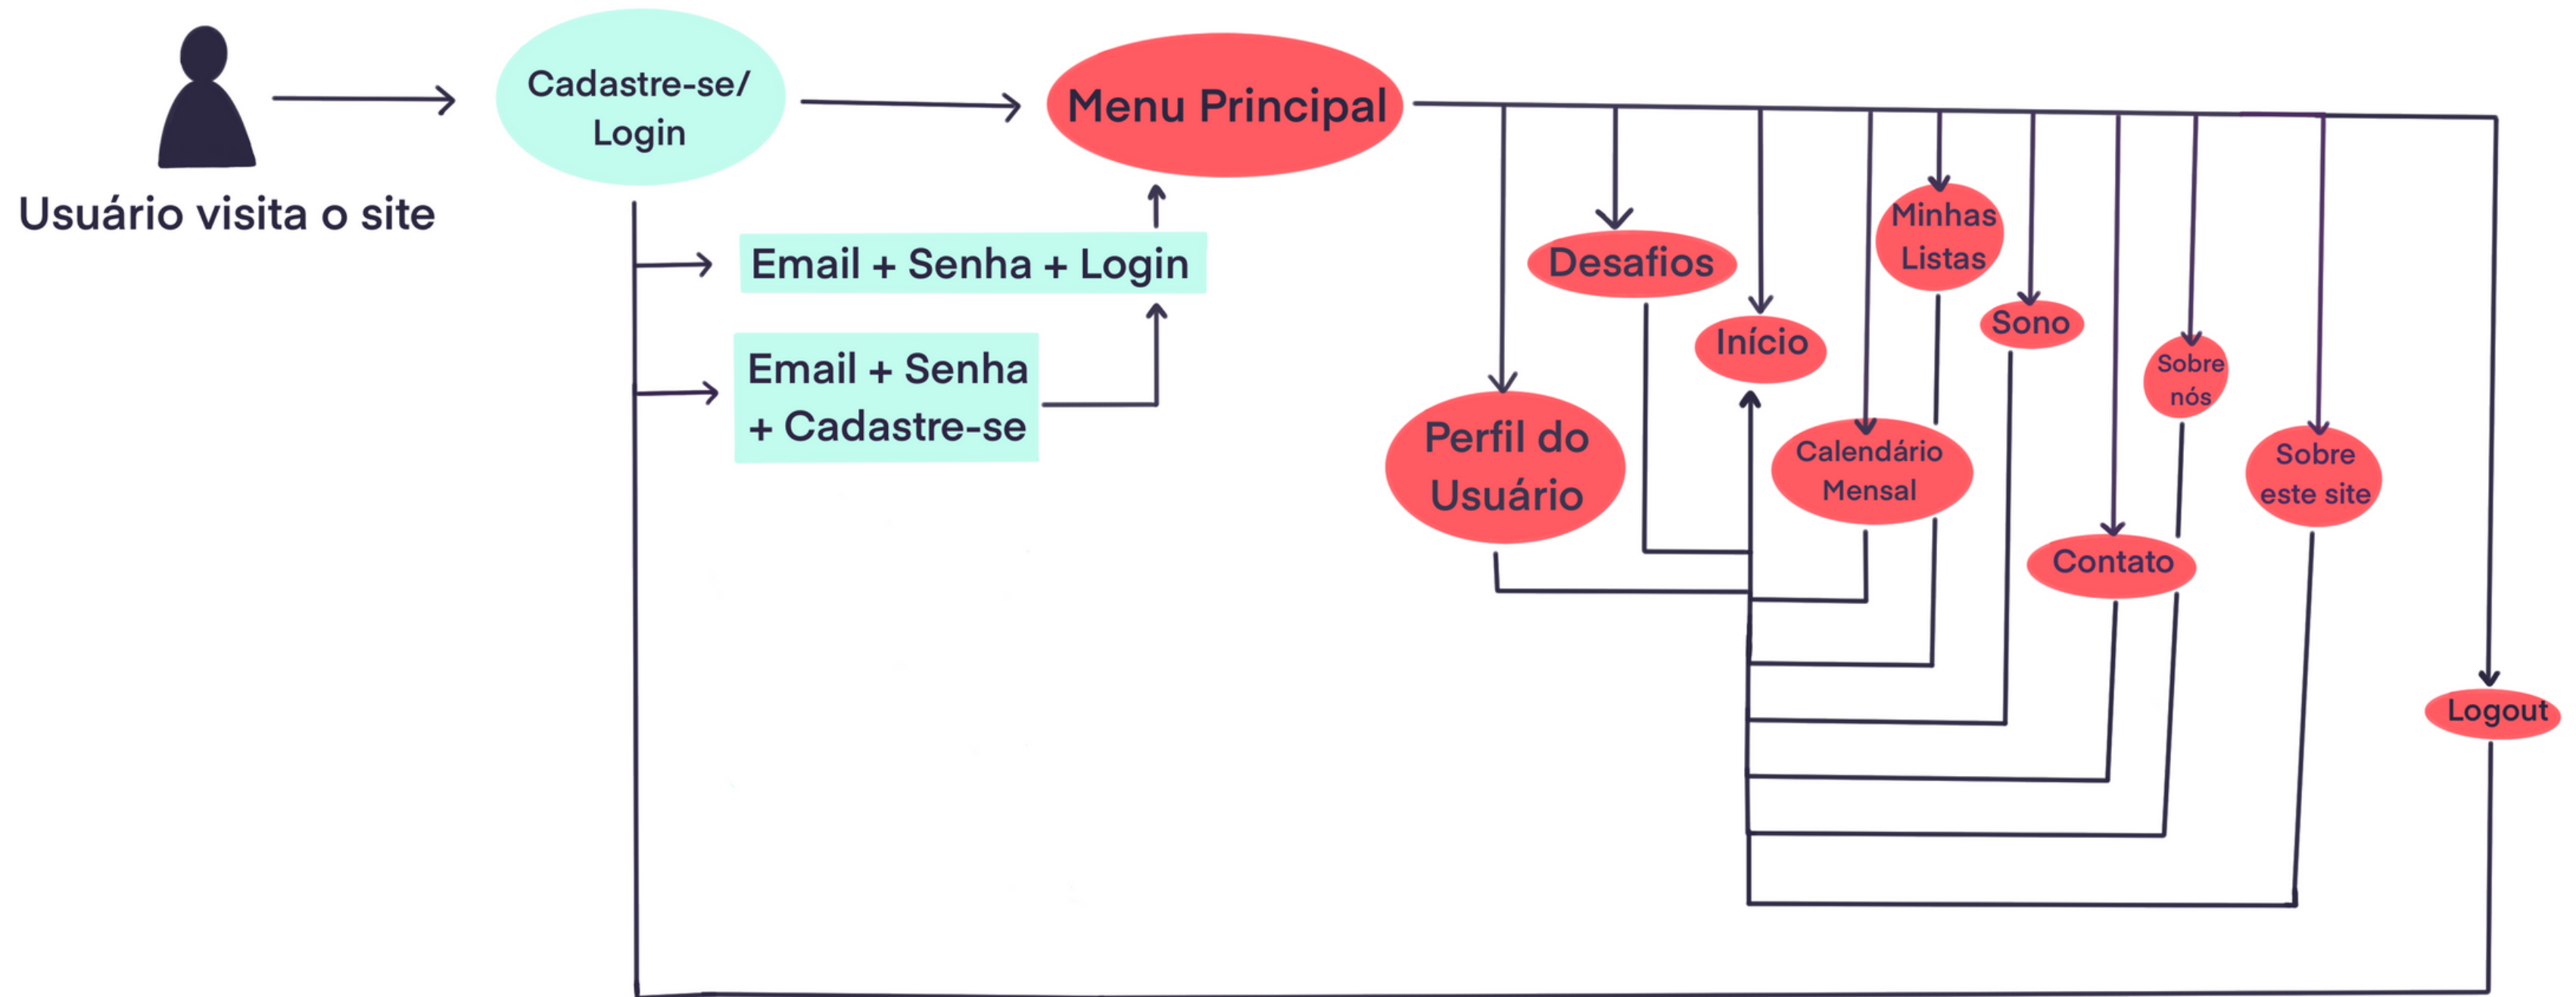 Cadastre-se/
Login
Usuário visita o site
Menu Principal
Email + Senha + Login
Email + Senha
+ Cadastre-se
Perfil do
Usuário
Desafios
Início
Calendário
Mensal
Minhas
Listas
Sono
Contato
Sobre
nós
Sobre
este site
Logout